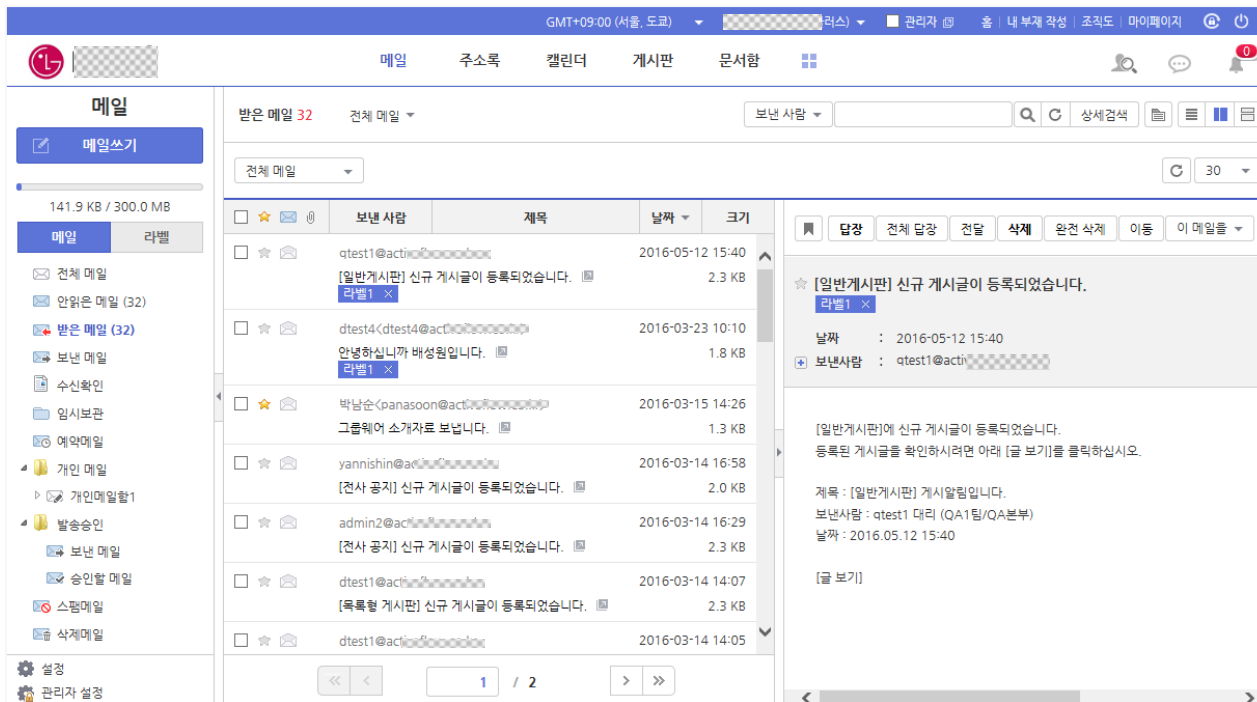 GMT+09:00 (서울, 도쿄) 러스) 관리자 홈 | 내 부재 작성 | 조직도 | 마이페이지
LG 메일 주소록 캘린더 게시판 문서함 0
메일
메일쓰기
141.9 KB / 300.0 MB
메일 라벨
전체 메일
안읽은 메일 (32)
받은 메일 (32)
보낸 메일
수신확인
임시보관
예약메일
개인 메일
개인메일함1
발송승인
보낸 메일
승인할 메일
스팸메일
삭제메일
설정
관리자 설정
받은 메일 32 전체 메일 보낸 사람 상세검색
전체 메일 30
보낸 사람 제목 날짜 크기
qtest1@acti 2016-05-12 15:40
[일반게시판] 신규 게시글이 등록되었습니다. 2.3 KB
라벨1 ×
dtest4<dtest4@act 2016-03-23 10:10
안녕하십니까 배성원입니다. 1.8 KB
라벨1 ×
박남순<panasoon@act 2016-03-15 14:26
그룹웨어 소개자료 보냅니다. 1.3 KB
yannishin@ac 2016-03-14 16:58
[전사 공지] 신규 게시글이 등록되었습니다. 2.0 KB
admin2@ac 2016-03-14 16:29
[전사 공지] 신규 게시글이 등록되었습니다. 2.3 KB
dtest1@act 2016-03-14 14:07
[목록형 게시판] 신규 게시글이 등록되었습니다. 2.3 KB
dtest1@act 2016-03-14 14:05
1 / 2
답장 전체 답장 전달 삭제 완전 삭제 이동 이 메일을
[일반게시판] 신규 게시글이 등록되었습니다.
라벨1 ×
날짜 : 2016-05-12 15:40
보낸사람 : qtest1@acti
[일반게시판]에 신규 게시글이 등록되었습니다.
등록된 게시글을 확인하시려면 아래 [글 보기]를 클릭하십시오.
제목 : [일반게시판] 게시알림입니다.
보낸사람 : qtest1 대리 (QA1팀/QA본부)
날짜 : 2016.05.12 15:40
[글 보기]